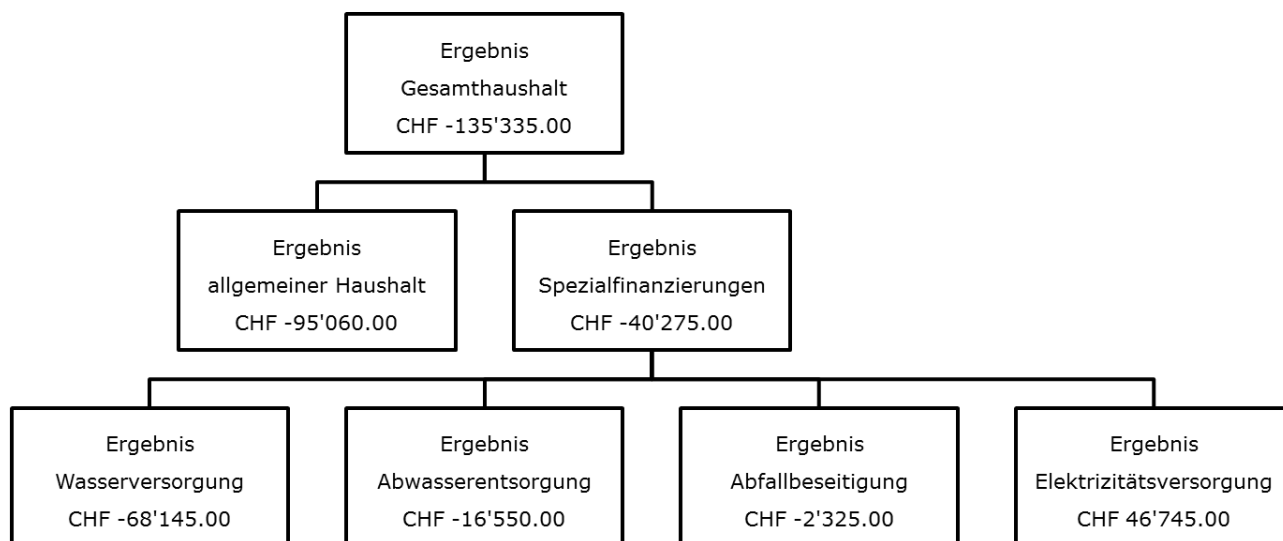 Ergebnis
Gesamthaushalt
CHF -135'335.00
Ergebnis
allgemeiner Haushalt
CHF -95'060.00
Ergebnis
Spezialfinanzierungen
CHF -40'275.00
Ergebnis
Wasserversorgung
CHF -68'145.00
Ergebnis
Abwasserentsorgung
CHF -16'550.00
Ergebnis
Abfallbeseitigung
CHF -2'325.00
Ergebnis
Elektrizitätsversorgung
CHF 46'745.00